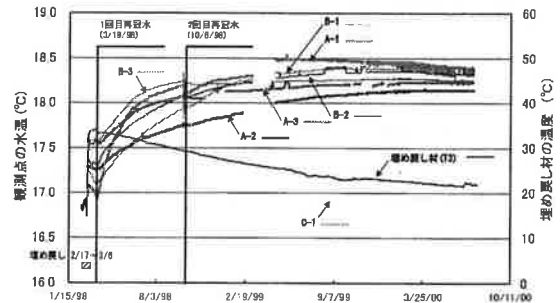 19.0
18.5
18.0
17.5
17.0
16.5
16.0
観測点の水温 (℃)
60
50
40
30
20
10
0
埋め戻し材の温度 (℃)
1回目再冠水
(3/19/98)
2回目再冠水
(10/6/98)
B-1
A-1
B-3
A-3
B-2
A-2
埋め戻し材(T3)
C-1
埋め戻し 2/17-3/6
1/15/98
8/3/98
2/19/99
9/7/99
3/25/00
10/11/00